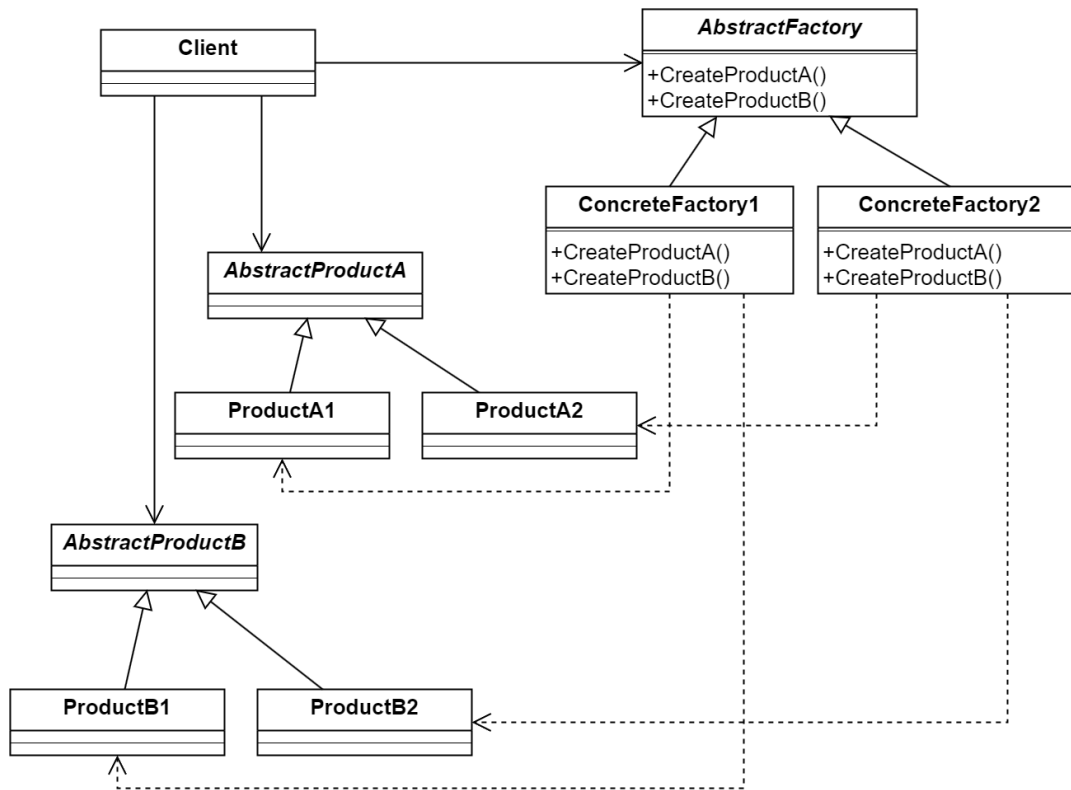 Client
AbstractFactory
+CreateProductA()
+CreateProductB()
ConcreteFactory1
+CreateProductA()
+CreateProductB()
ConcreteFactory2
+CreateProductA()
+CreateProductB()
AbstractProductA
ProductA1
ProductA2
AbstractProductB
ProductB1
ProductB2